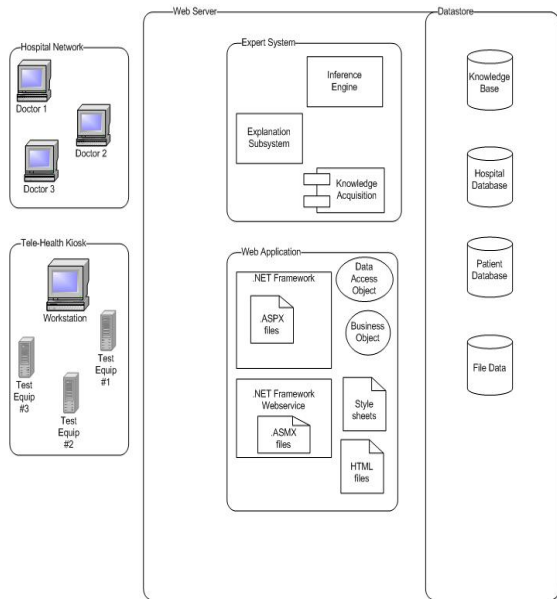 Web Server
Datastore
Hospital Network
Doctor 1
Doctor 2
Doctor 3
Expert System
Inference
Engine
Explanation
Subsystem
Knowledge
Acquisition
Knowledge
Base
Hospital
Database
Patient
Database
File Data
Tele-Health Kiosk
Workstation
Test
Equip
#1
Test
Equip
#3
Test
Equip
#2
Web Application
.NET Framework
.ASPX
files
Data
Access
Object
Business
Object
.NET Framework
Webservice
.ASMX
files
Style
sheets
HTML
files